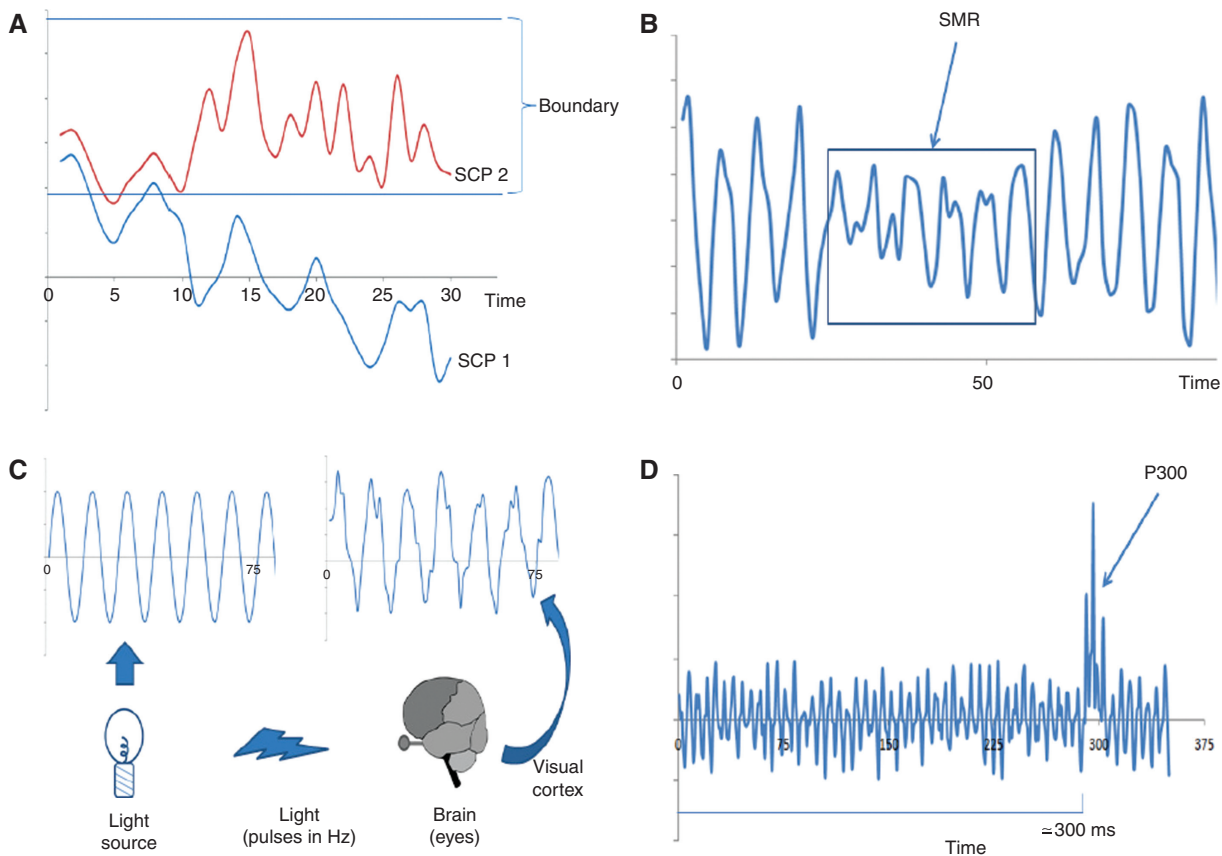 A
Boundary
SCP 2
0 5 10 15 20 25 30 Time
SCP 1
B
SMR
0 50 Time
C
0 75
0 75
Visual
cortex
Light
source
Light
(pulses in Hz)
Brain
(eyes)
D
P300
0 75 150 225 300 375
≃300 ms
Time